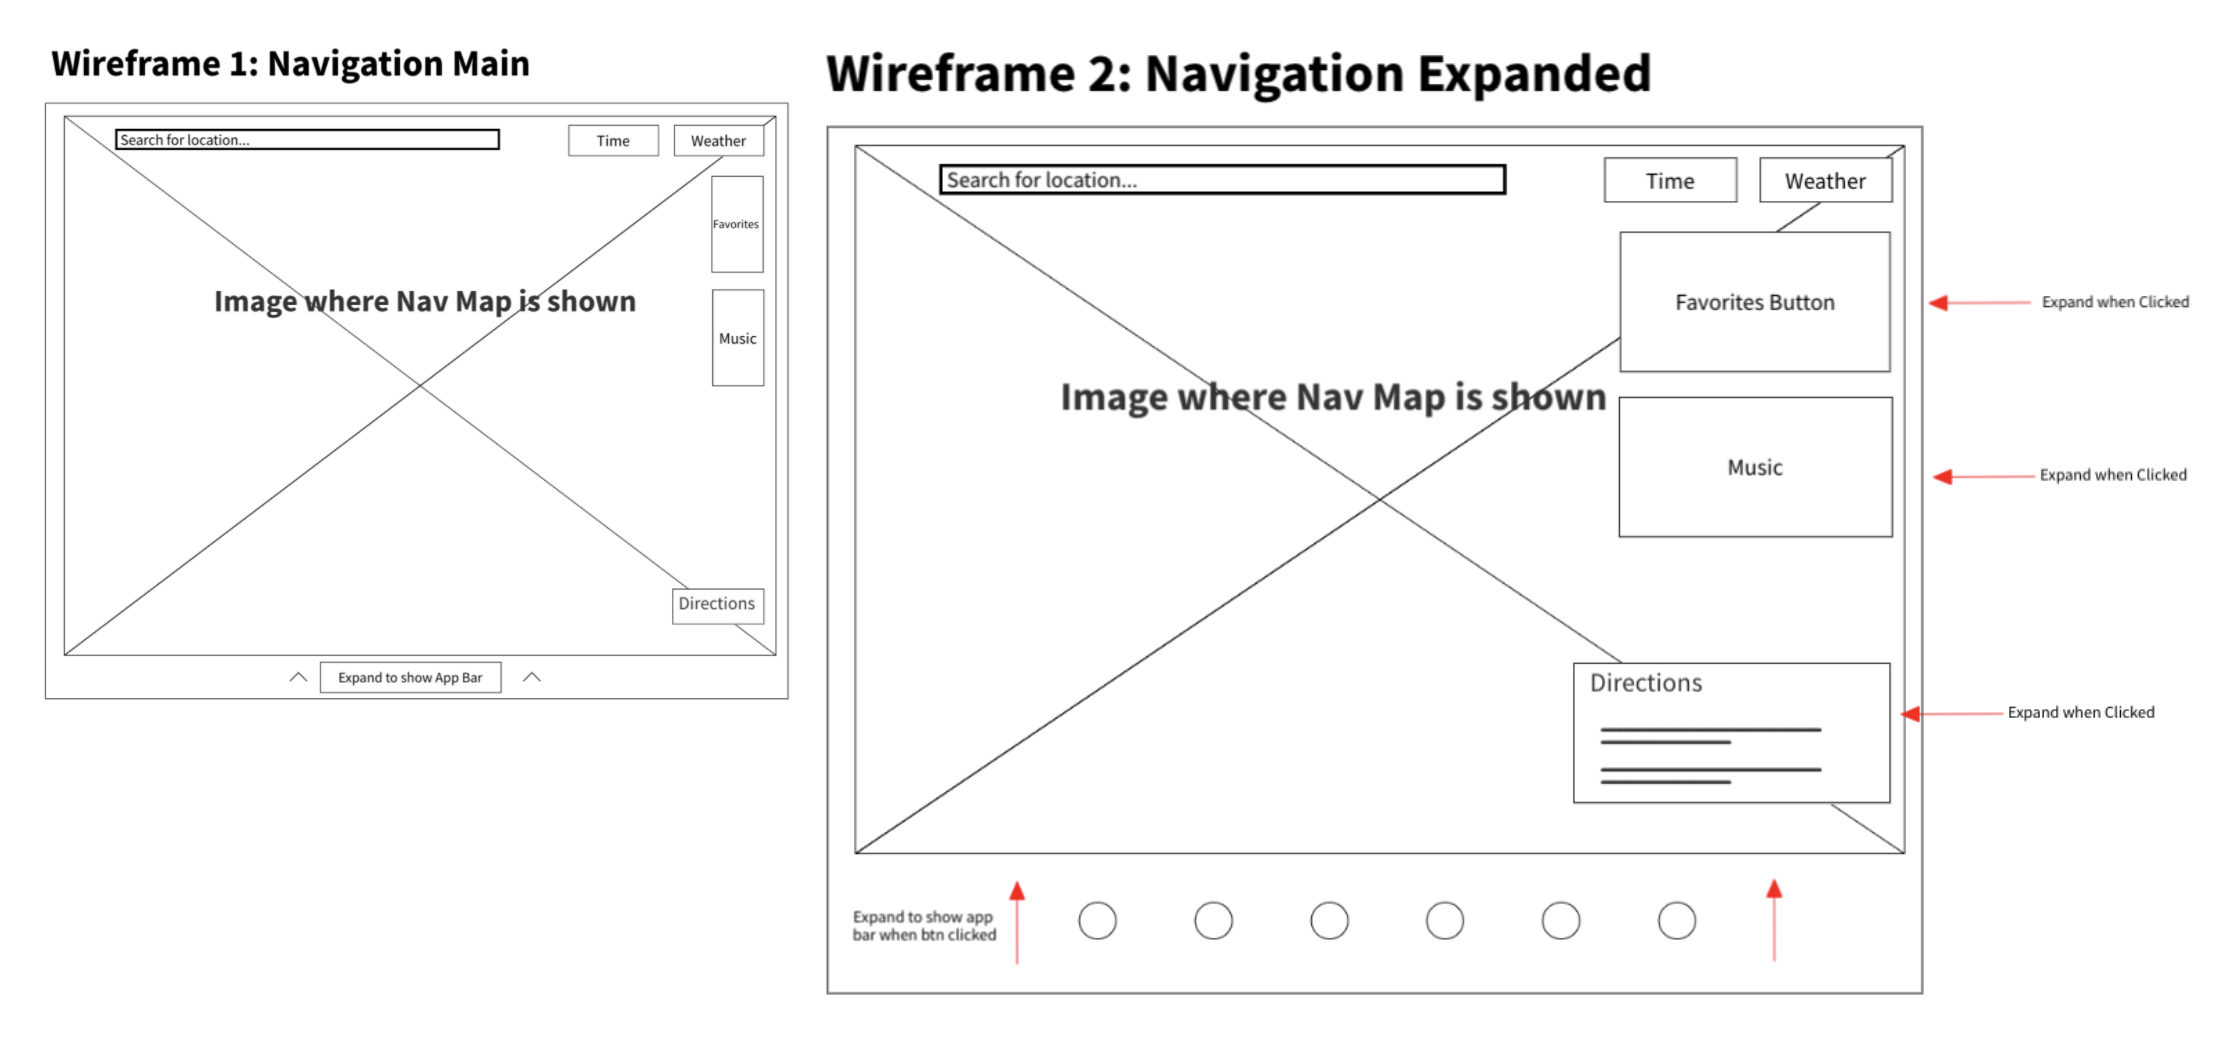 Wireframe 1: Navigation Main
Search for location...
Time
Weather
Favorites
Image where Nav Map is shown
Music
Directions
Expand to show App Bar
Wireframe 2: Navigation Expanded
Search for location...
Time
Weather
Favorites Button
Expand when Clicked
Image where Nav Map is shown
Music
Expand when Clicked
Directions
Expand when Clicked
Expand to show app
bar when btn clicked